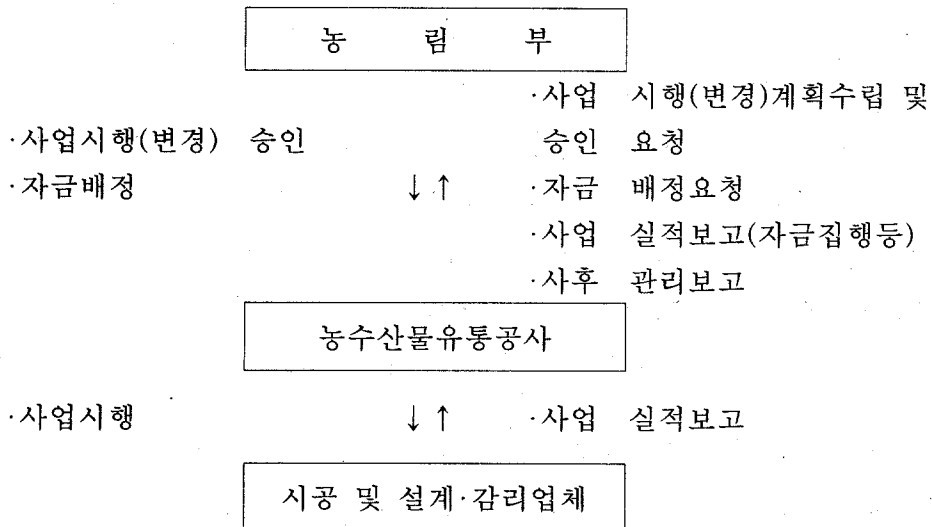 농 림 부
·사업 시행(변경)계획수립 및
·사업시행(변경) 승인 승인 요청
·자금배정 ↓↑ ·자금 배정요청
·사업 실적보고(자금집행등)
·사후 관리보고
농수산물유통공사
·사업시행 ↓↑ ·사업 실적보고
시공 및 설계·감리업체